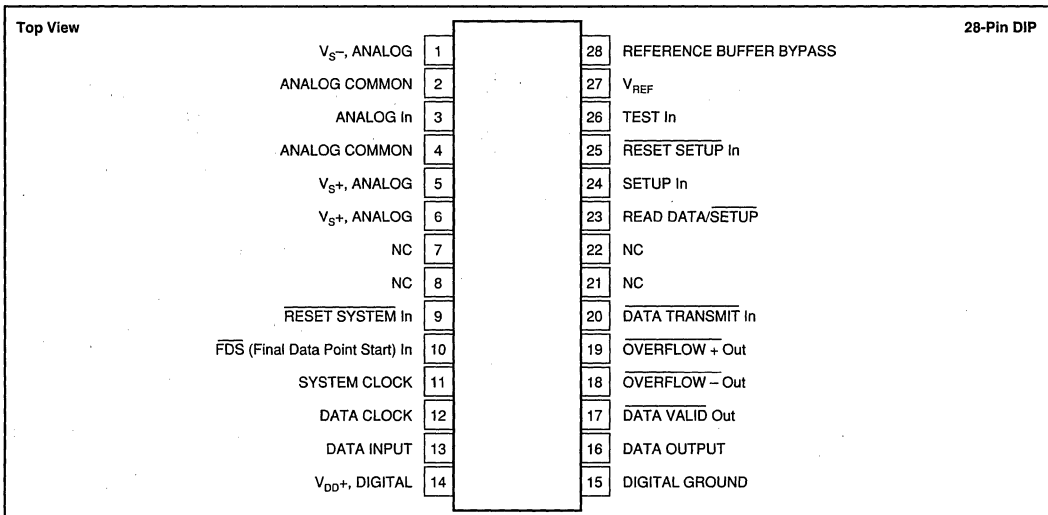 Top View
28-Pin DIP
VS–, ANALOG 1
ANALOG COMMON 2
ANALOG In 3
ANALOG COMMON 4
VS+, ANALOG 5
VS+, ANALOG 6
NC 7
NC 8
RESET SYSTEM In 9
FDS (Final Data Point Start) In 10
SYSTEM CLOCK 11
DATA CLOCK 12
DATA INPUT 13
VDD+, DIGITAL 14
28 REFERENCE BUFFER BYPASS
27 VREF
26 TEST In
25 RESET SETUP In
24 SETUP In
23 READ DATA/SETUP
22 NC
21 NC
20 DATA TRANSMIT In
19 OVERFLOW + Out
18 OVERFLOW – Out
17 DATA VALID Out
16 DATA OUTPUT
15 DIGITAL GROUND